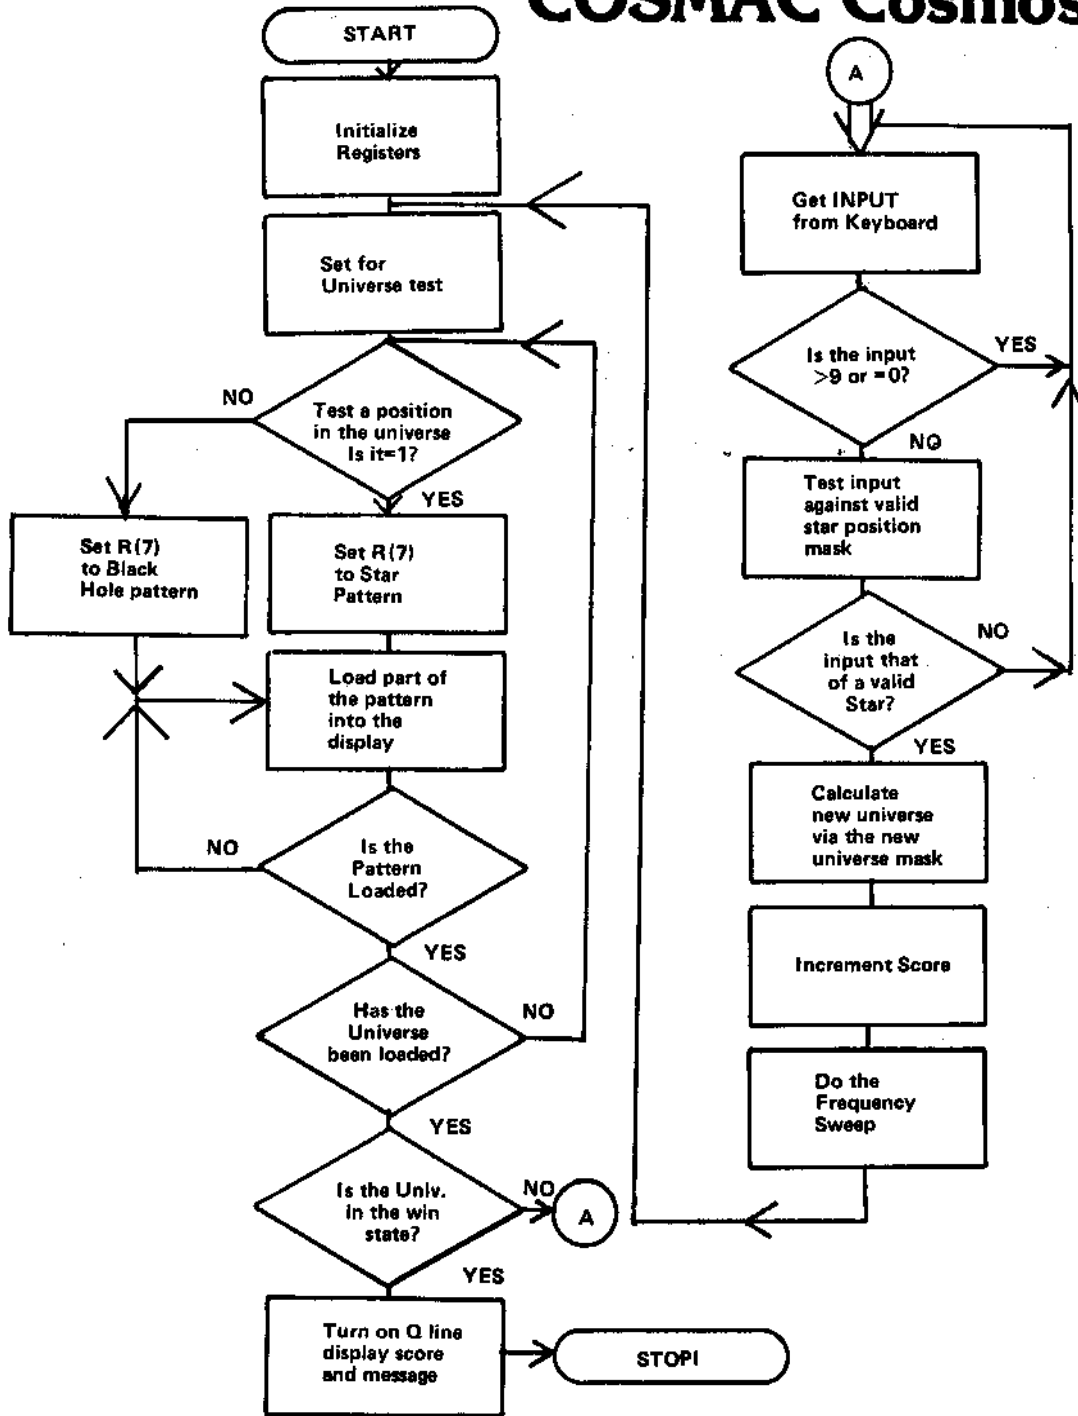 COSMAC Cosmos
START
Initialize
Registers
Set for
Universe test
NO
Test a position
in the universe
Is it=1?
YES
Set R(7)
to Black
Hole pattern
Set R(7)
to Star
Pattern
Load part of
the pattern
into the
display
NO
Is the
Pattern
Loaded?
YES
Has the
Universe
been loaded?
NO
YES
Is the Univ.
in the win
state?
NO
A
YES
Turn on Q line
display score
and message
STOP!
A
Get INPUT
from Keyboard
Is the input
>9 or =0?
YES
NO
Test input
against valid
star position
mask
Is the
input that
of a valid
Star?
NO
YES
Calculate
new universe
via the new
universe mask
Increment Score
Do the
Frequency
Sweep